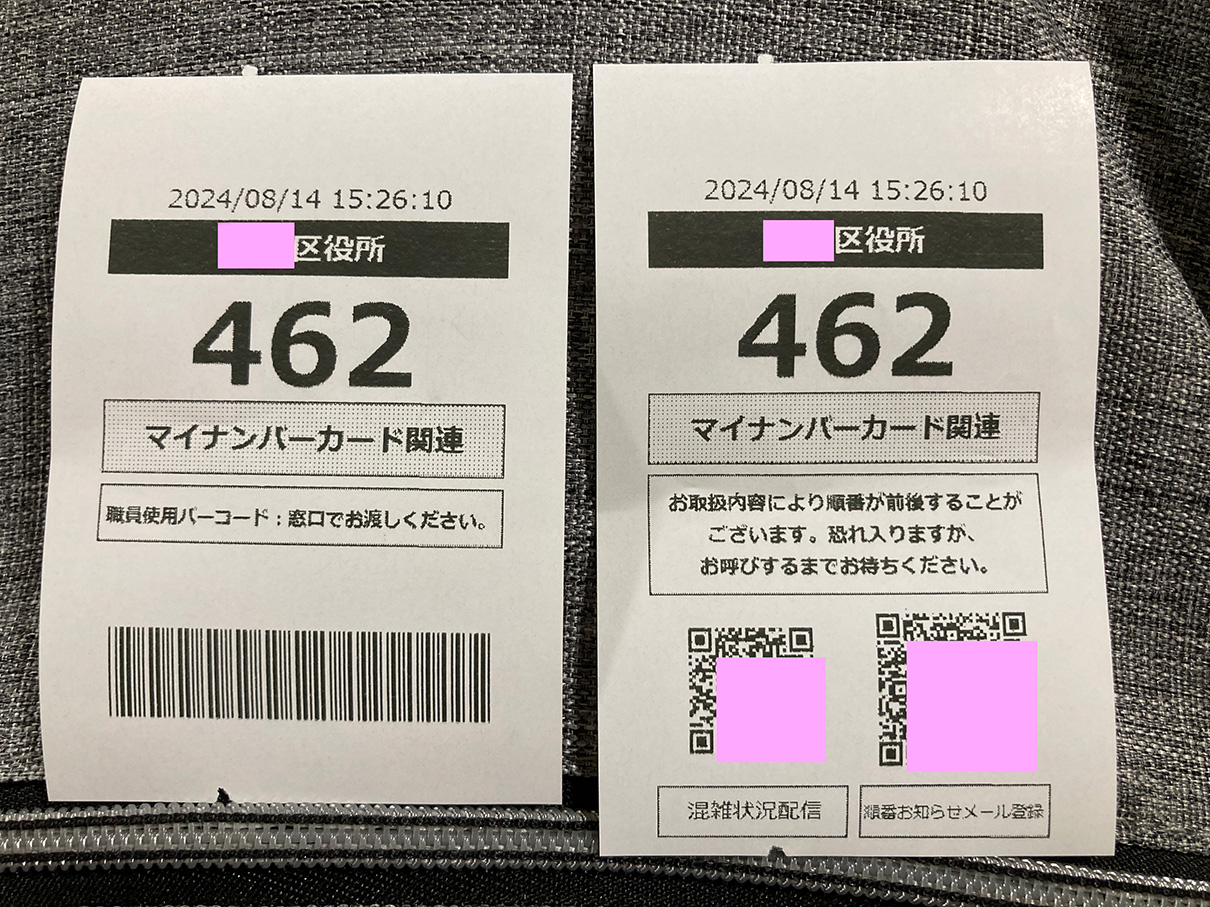 2024/08/14 15:26:10
区役所
462
マイナンバーカード関連
職員使用バーコード：窓口でお渡しください。
2024/08/14 15:26:10
区役所
462
マイナンバーカード関連
お取扱内容により順番が前後することが
ございます。恐れ入りますが、
お呼びするまでお待ちください。
混雑状況配信
順番お知らせメール登録